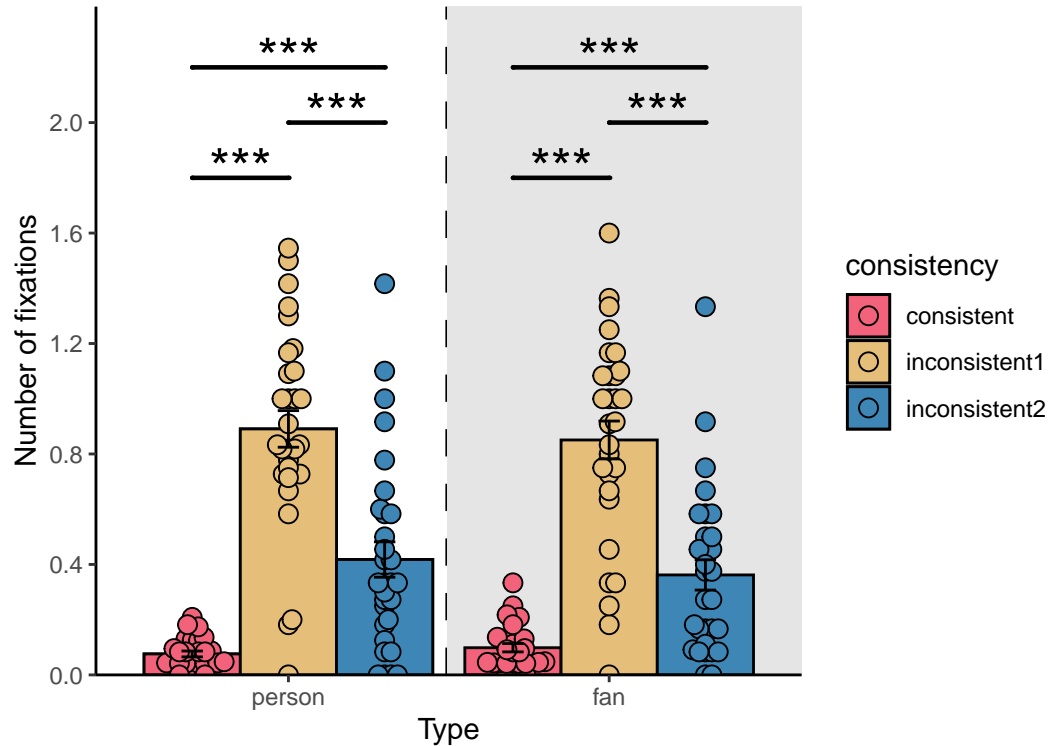 Number of fixations
2.0
1.6
1.2
0.8
0.4
0.0
***
***
***
***
***
***
person
fan
Type
consistency
consistent
inconsistent1
inconsistent2